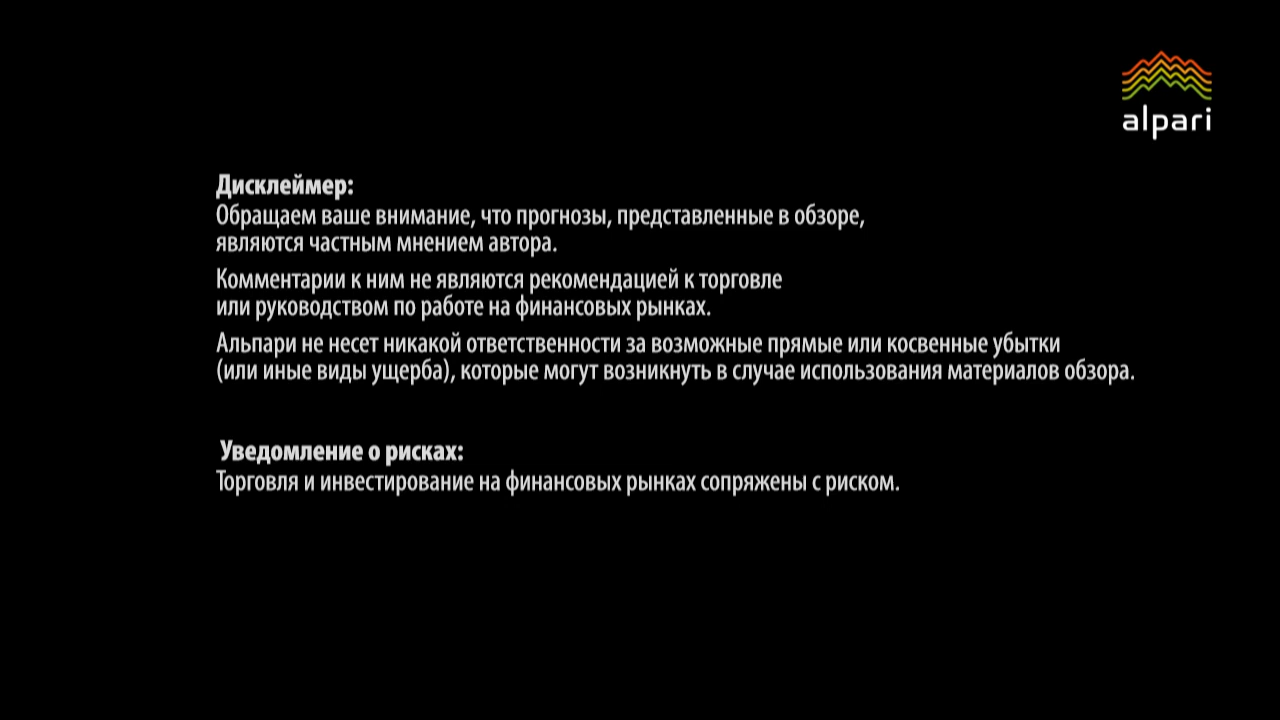 alpari
Дисклеймер:
Обращаем ваше внимание, что прогнозы, представленные в обзоре,
являются частным мнением автора.
Комментарии к ним не являются рекомендацией к торговле
или руководством по работе на финансовых рынках.
Альпари не несет никакой ответственности за возможные прямые или косвенные убытки
(или иные виды ущерба), которые могут возникнуть в случае использования материалов обзора.
Уведомление о рисках:
Торговля и инвестирование на финансовых рынках сопряжены с риском.